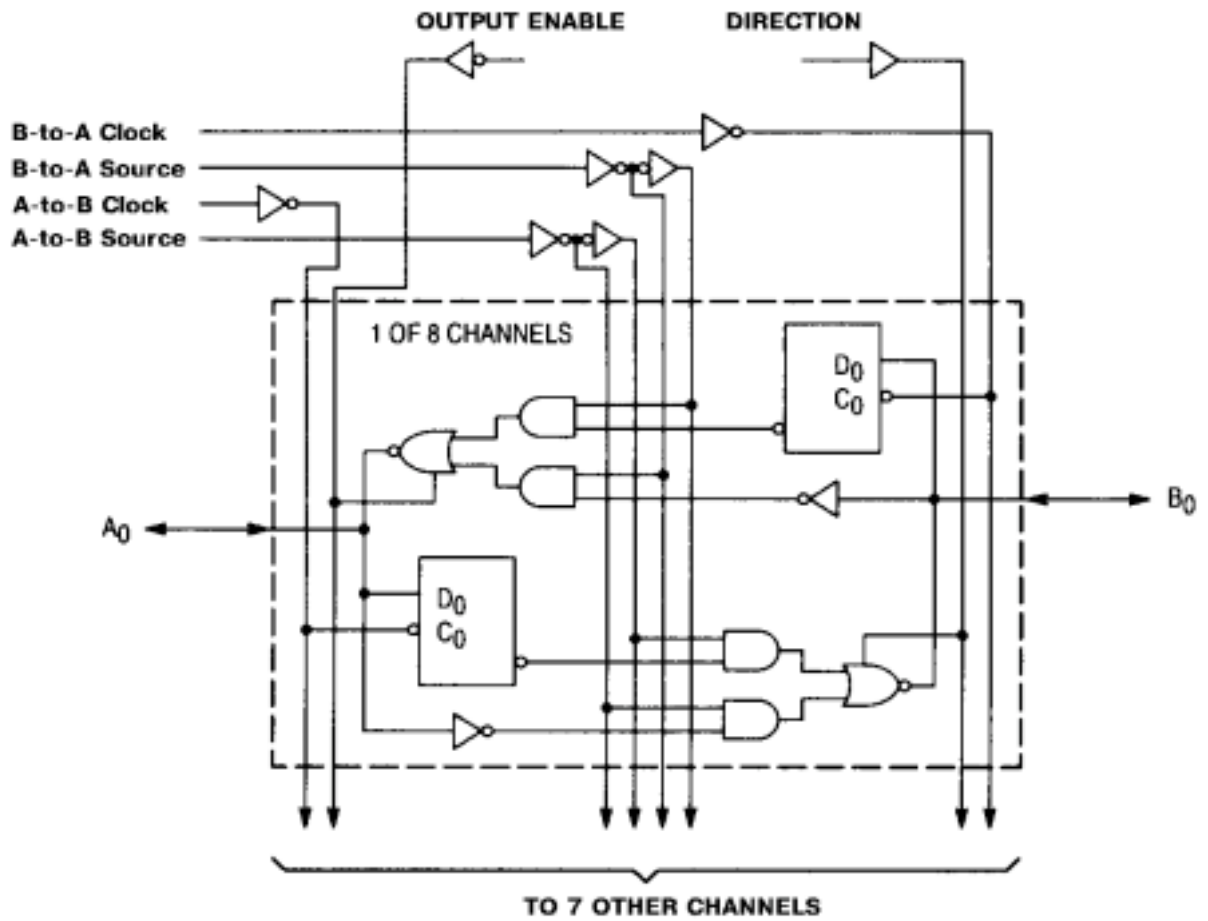 OUTPUT ENABLE
DIRECTION
B-to-A Clock
B-to-A Source
A-to-B Clock
A-to-B Source
1 OF 8 CHANNELS
D0
C0
A0
B0
D0
C0
TO 7 OTHER CHANNELS